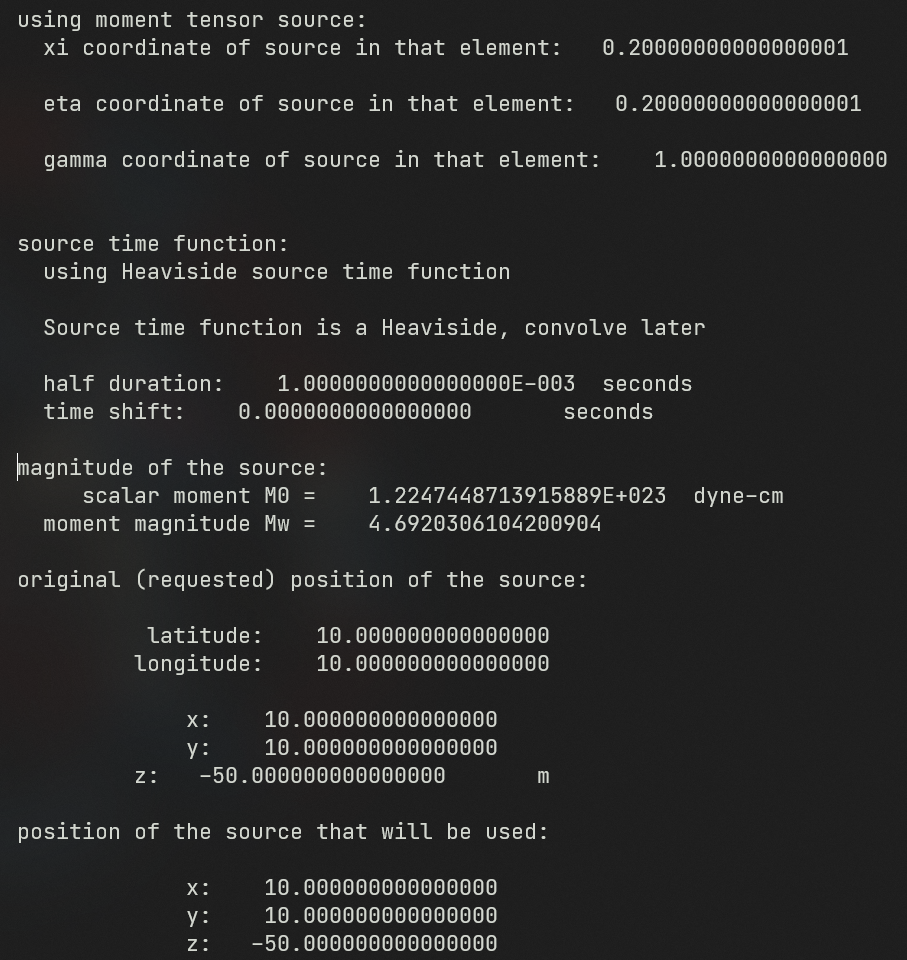 using moment tensor source:
xi coordinate of source in that element: 0.20000000000000001
eta coordinate of source in that element: 0.20000000000000001
gamma coordinate of source in that element: 1.0000000000000000
source time function:
using Heaviside source time function
Source time function is a Heaviside, convolve later
half duration: 1.0000000000000000E-003 seconds
time shift: 0.0000000000000000 seconds
magnitude of the source:
scalar moment M0 = 1.2247448713915889E+023 dyne-cm
moment magnitude Mw = 4.6920306104200904
original (requested) position of the source:
latitude: 10.000000000000000
longitude: 10.000000000000000
x: 10.000000000000000
y: 10.000000000000000
z: -50.000000000000000 m
position of the source that will be used:
x: 10.000000000000000
y: 10.000000000000000
z: -50.000000000000000